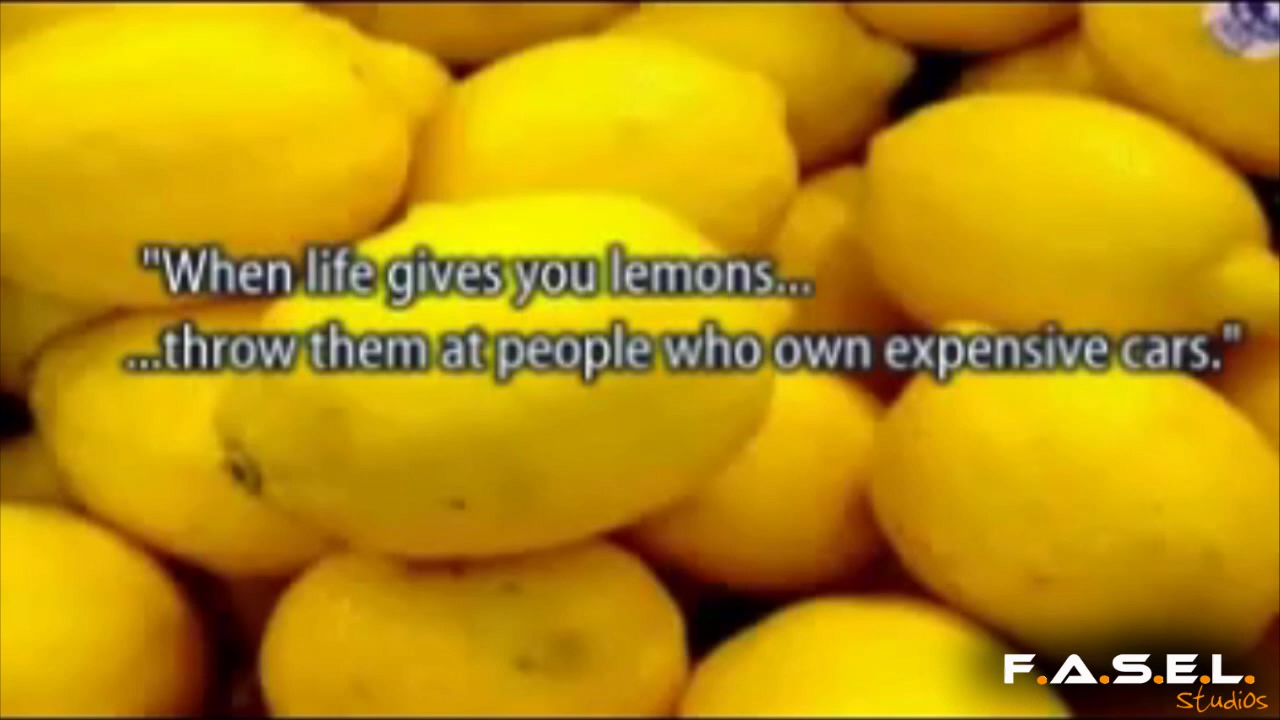 "When life gives you lemons...
...throw them at people who own expensive cars."
F.A.S.E.L.
Studios